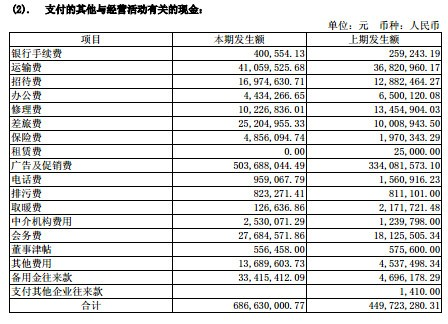 (2). 支付的其他与经营活动有关的现金：
单位：元 币种：人民币
项目 本期发生额 上期发生额
银行手续费 400,554.13 259,243.19
运输费 41,059,525.68 36,820,960.17
招待费 16,974,630.71 12,882,464.27
办公费 4,434,266.65 6,500,120.08
修理费 10,226,836.01 13,454,904.03
差旅费 25,204,955.33 10,008,943.50
保险费 4,856,094.74 1,970,343.29
租赁费 0.00 25,000.00
广告及促销费 503,688,044.49 334,081,573.10
电话费 959,067.79 1,560,916.23
排污费 823,271.41 811,101.00
取暖费 126,636.86 2,171,721.48
中介机构费用 2,530,071.29 1,239,798.00
会务费 27,684,571.86 18,125,505.34
董事津帖 556,458.00 575,600.00
其他费用 13,689,603.73 4,537,498.34
备用金往来款 33,415,412.09 4,696,178.29
支付其他企业往来款 1,410.00
合计 686,630,000.77 449,723,280.31